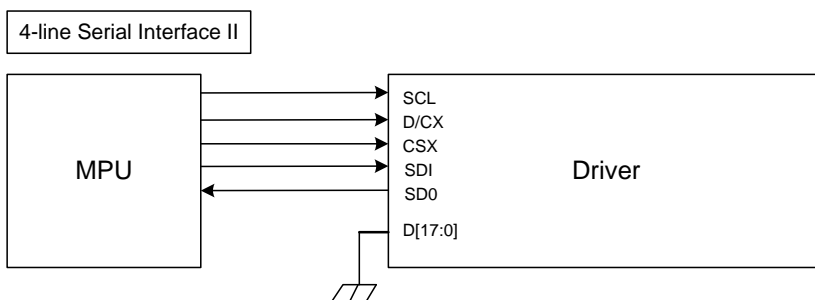 4-line Serial Interface II
MPU
SCL
D/CX
CSX
SDI
SD0
D[17:0]
Driver